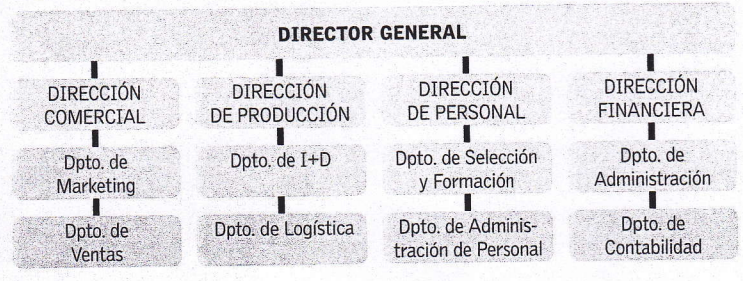 DIRECTOR GENERAL
DIRECCIÓN
COMERCIAL
DIRECCIÓN
DE PRODUCCIÓN
DIRECCIÓN
DE PERSONAL
DIRECCIÓN
FINANCIERA
Dpto. de
Marketing
Dpto. de I+D
Dpto. de Selección
y Formación
Dpto. de
Administración
Dpto. de
Ventas
Dpto. de Logística
Dpto. de Adminis-
tración de Personal
Dpto. de
Contabilidad